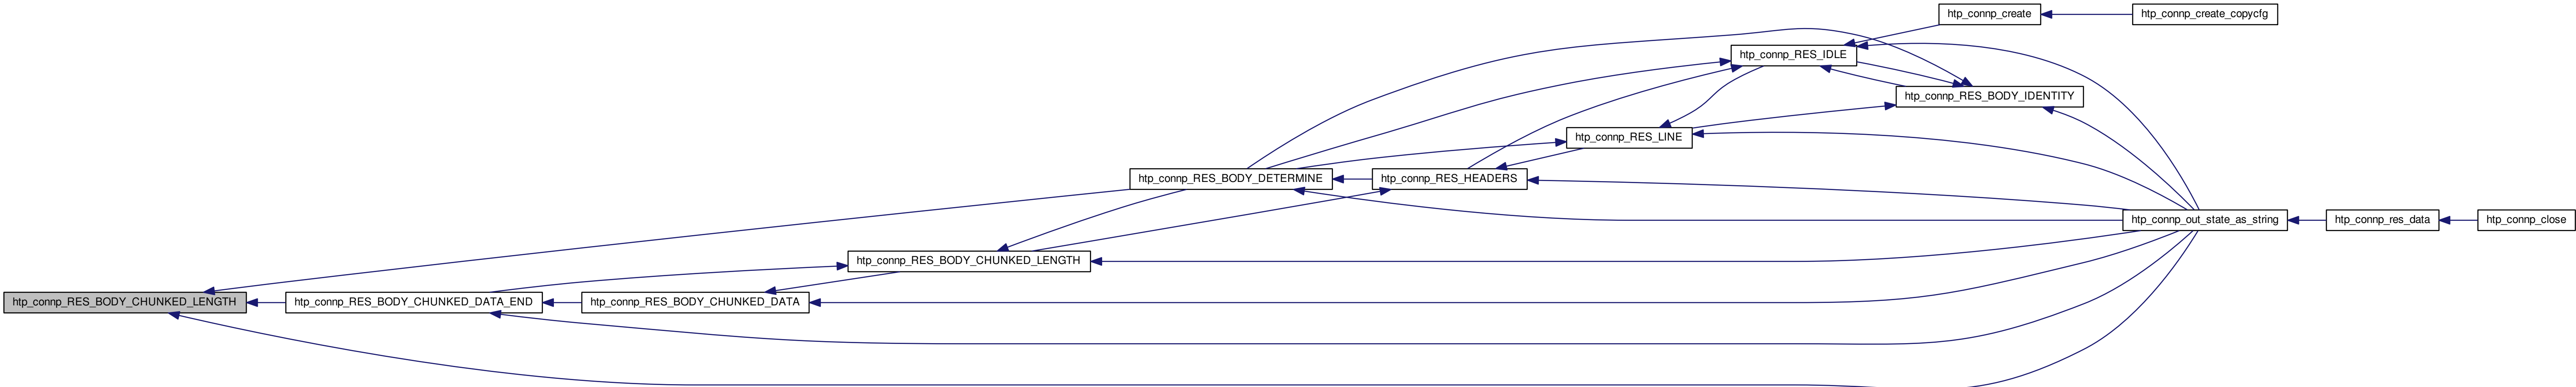 htp_connp_create
htp_connp_create_copycfg
htp_connp_RES_IDLE
htp_connp_RES_BODY_IDENTITY
htp_connp_RES_LINE
htp_connp_RES_BODY_DETERMINE
htp_connp_RES_HEADERS
htp_connp_out_state_as_string
htp_connp_res_data
htp_connp_close
htp_connp_RES_BODY_CHUNKED_LENGTH
htp_connp_RES_BODY_CHUNKED_LENGTH
htp_connp_RES_BODY_CHUNKED_DATA_END
htp_connp_RES_BODY_CHUNKED_DATA